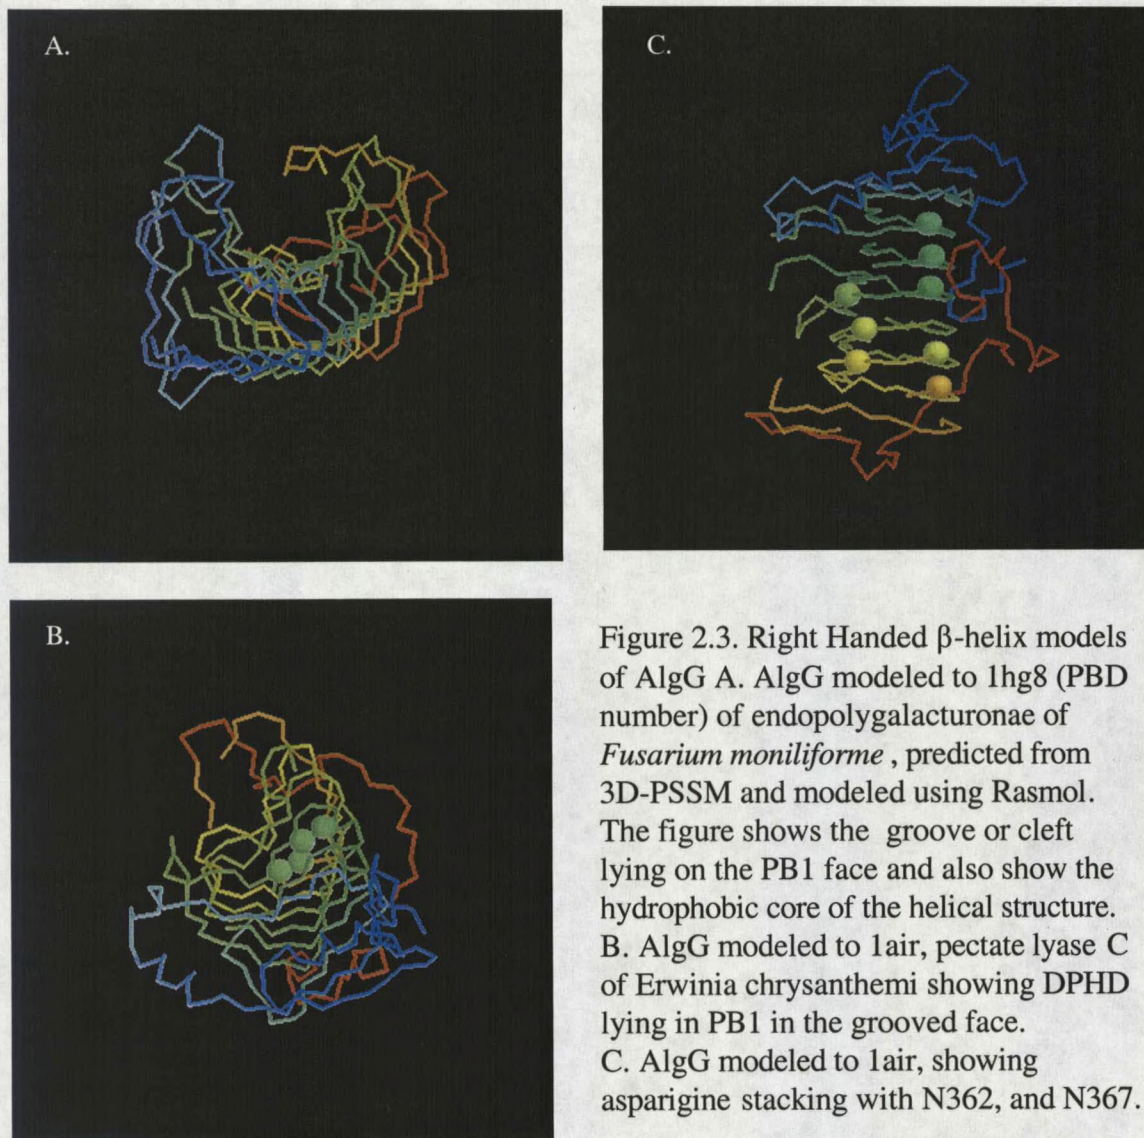 A.
C.
B.
Figure 2.3. Right Handed β-helix models
of AlgG A. AlgG modeled to 1hg8 (PBD
number) of endopolygalacturonae of
Fusarium moniliforme , predicted from
3D-PSSM and modeled using Rasmol.
The figure shows the groove or cleft
lying on the PB1 face and also show the
hydrophobic core of the helical structure.
B. AlgG modeled to 1air, pectate lyase C
of Erwinia chrysanthemi showing DPHD
lying in PB1 in the grooved face.
C. AlgG modeled to 1air, showing
asparigine stacking with N362, and N367.